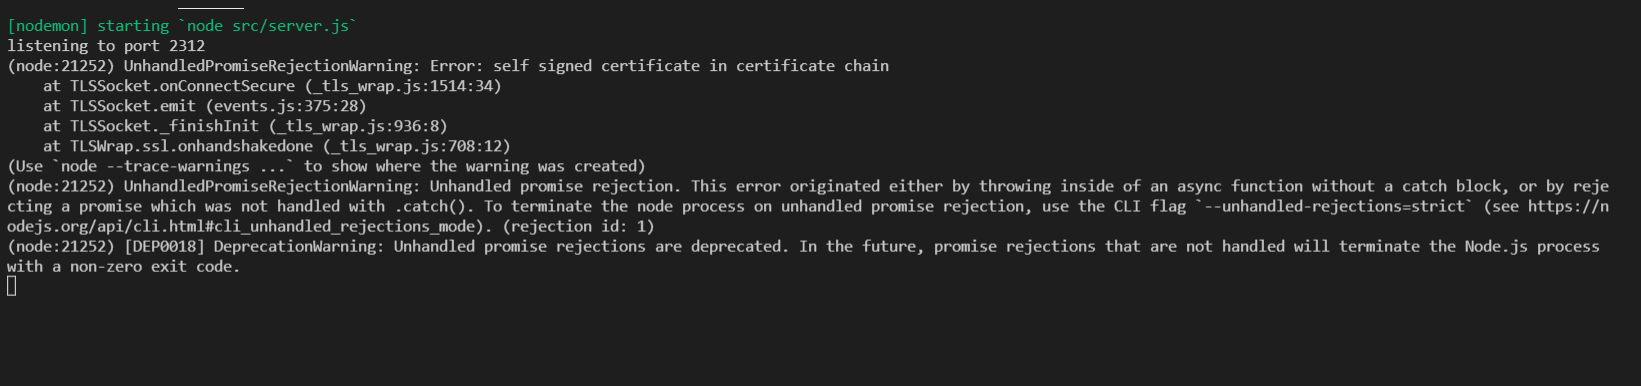 [nodemon] starting `node src/server.js`
listening to port 2312
(node:21252) UnhandledPromiseRejectionWarning: Error: self signed certificate in certificate chain
    at TLSSocket.onConnectSecure (_tls_wrap.js:1514:34)
    at TLSSocket.emit (events.js:375:28)
    at TLSSocket._finishInit (_tls_wrap.js:936:8)
    at TLSWrap.ssl.onhandshakedone (_tls_wrap.js:708:12)
(Use `node --trace-warnings ...` to show where the warning was created)
(node:21252) UnhandledPromiseRejectionWarning: Unhandled promise rejection. This error originated either by throwing inside of an async function without a catch block, or by reje
cting a promise which was not handled with .catch(). To terminate the node process on unhandled promise rejection, use the CLI flag `--unhandled-rejections=strict` (see https://n
odejs.org/api/cli.html#cli_unhandled_rejections_mode). (rejection id: 1)
(node:21252) [DEP0018] DeprecationWarning: Unhandled promise rejections are deprecated. In the future, promise rejections that are not handled will terminate the Node.js process
with a non-zero exit code.